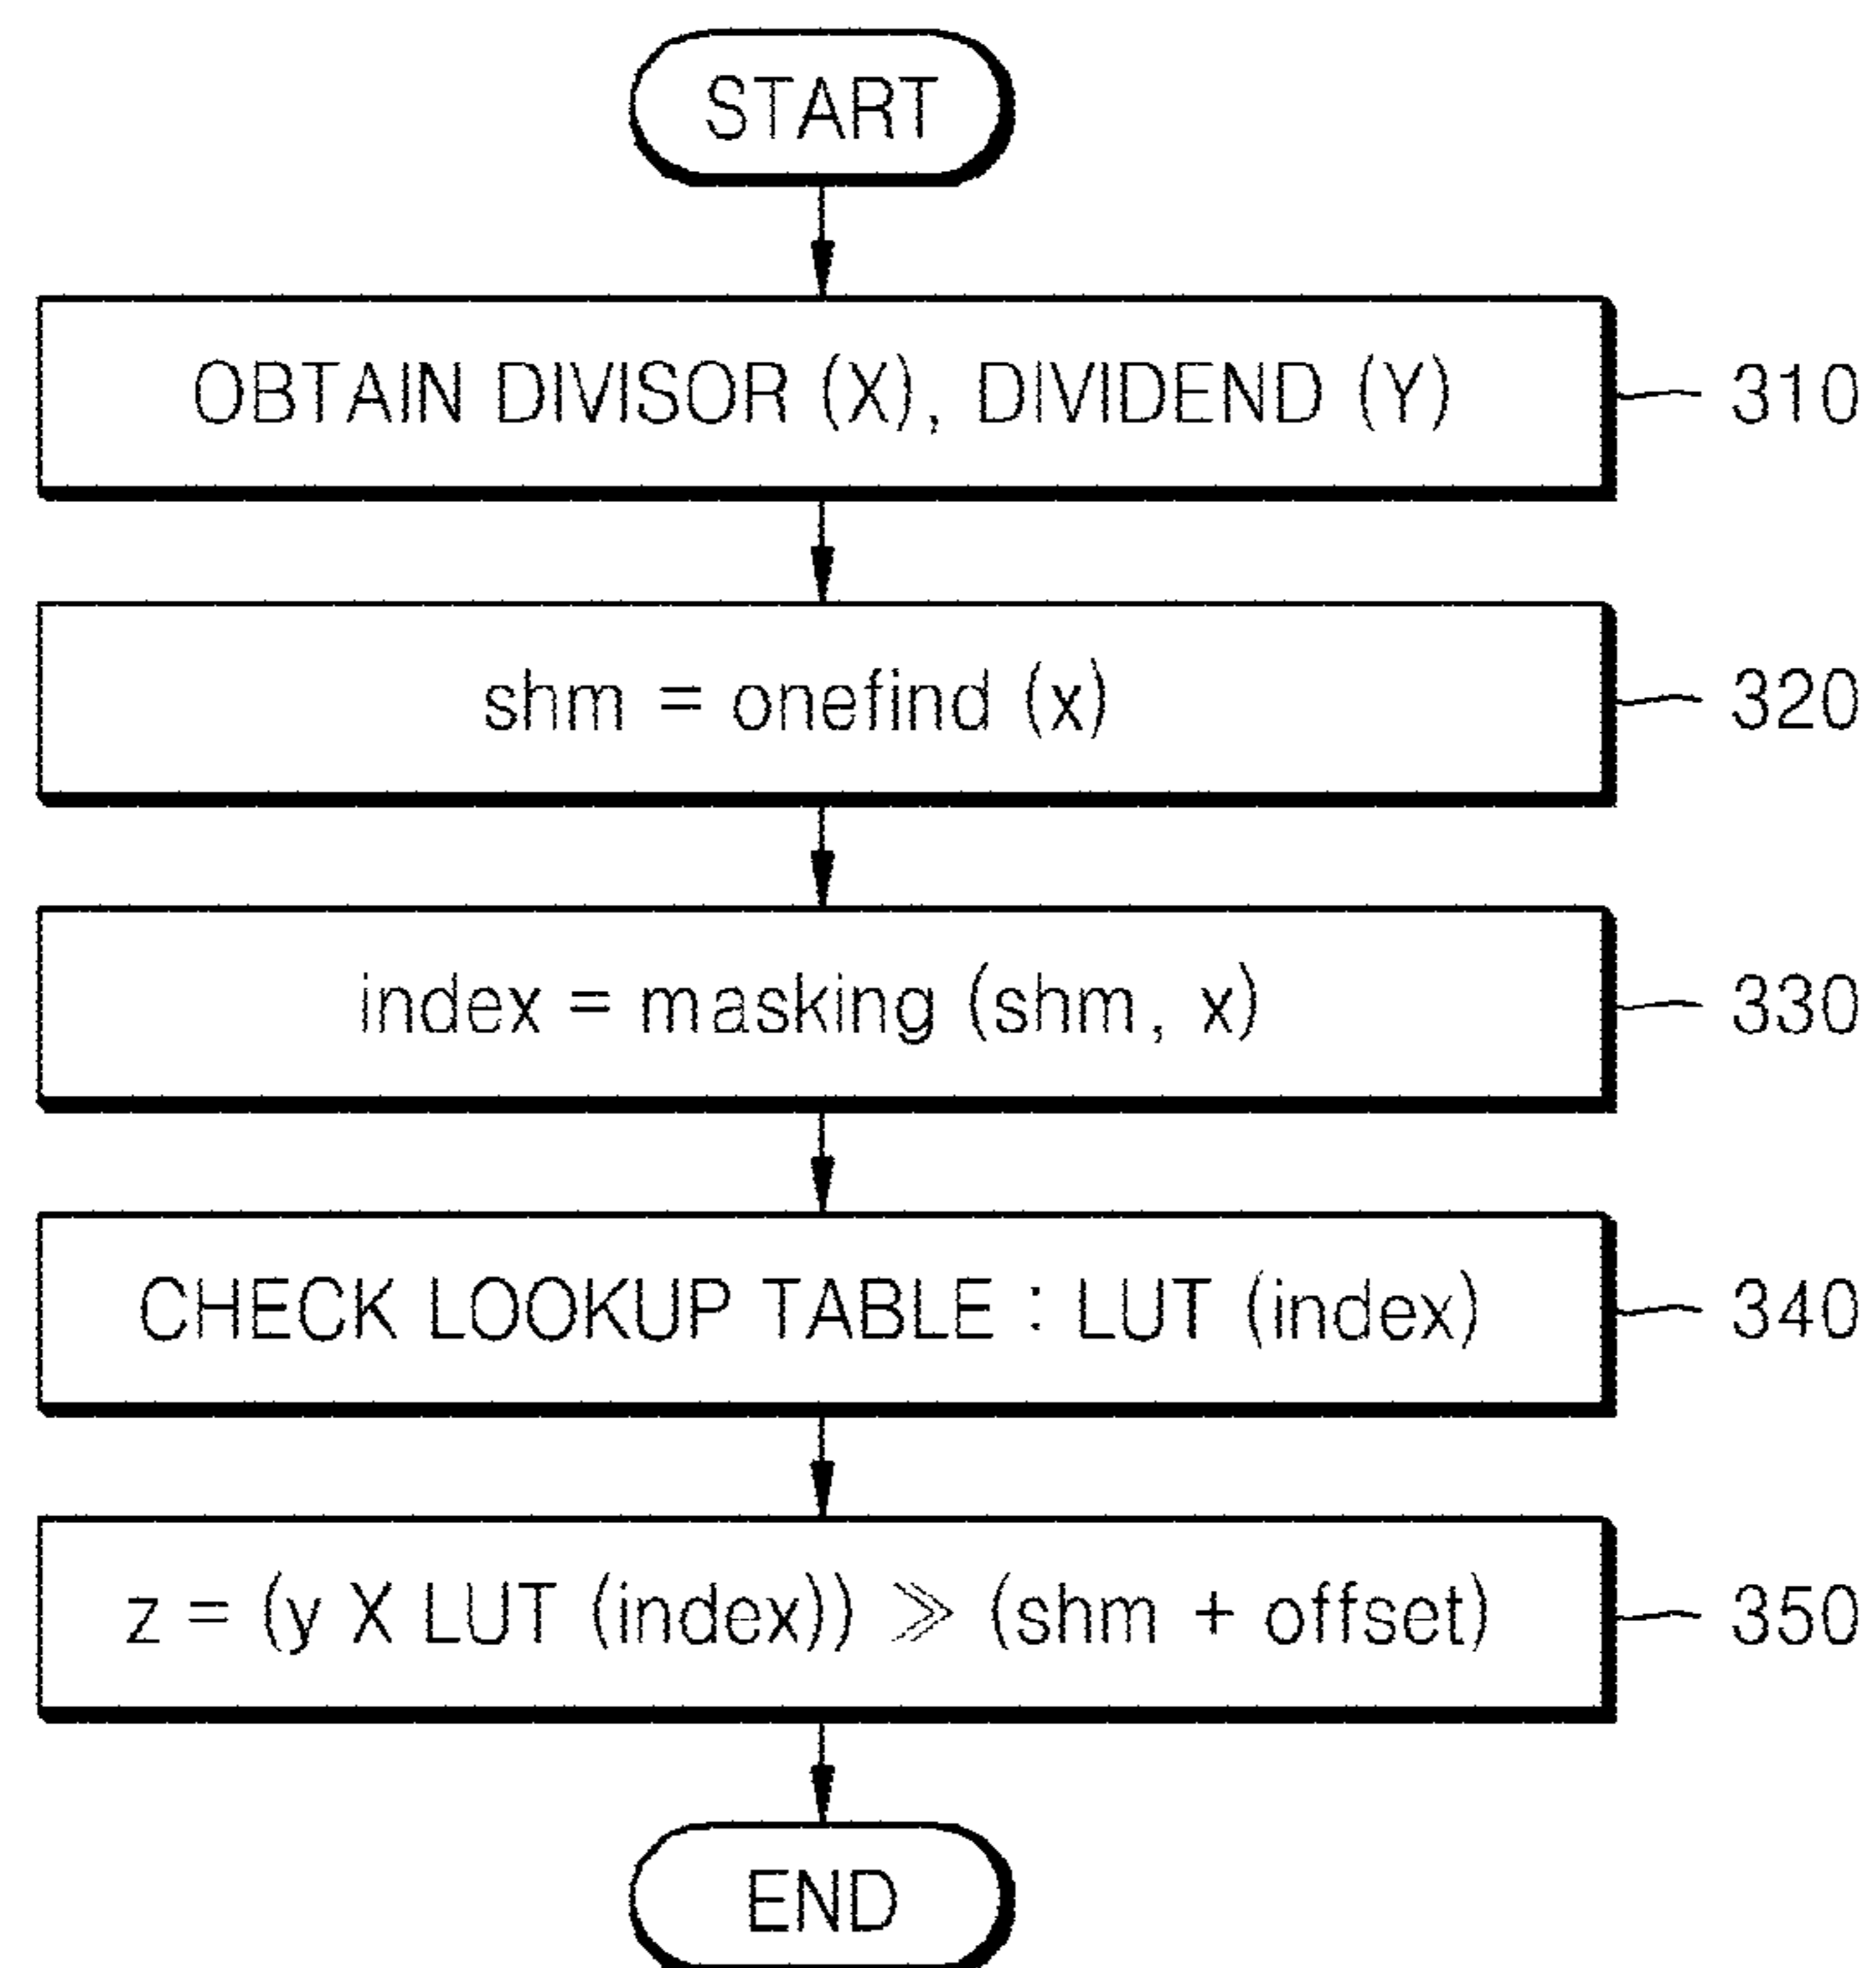 START
OBTAIN DIVISOR (X), DIVIDEND (Y)
310
shm = onefind (x)
320
index = masking (shm, x)
330
CHECK LOOKUP TABLE : LUT (index)
340
z = (y X LUT (index)) ≫ (shm + offset)
350
END